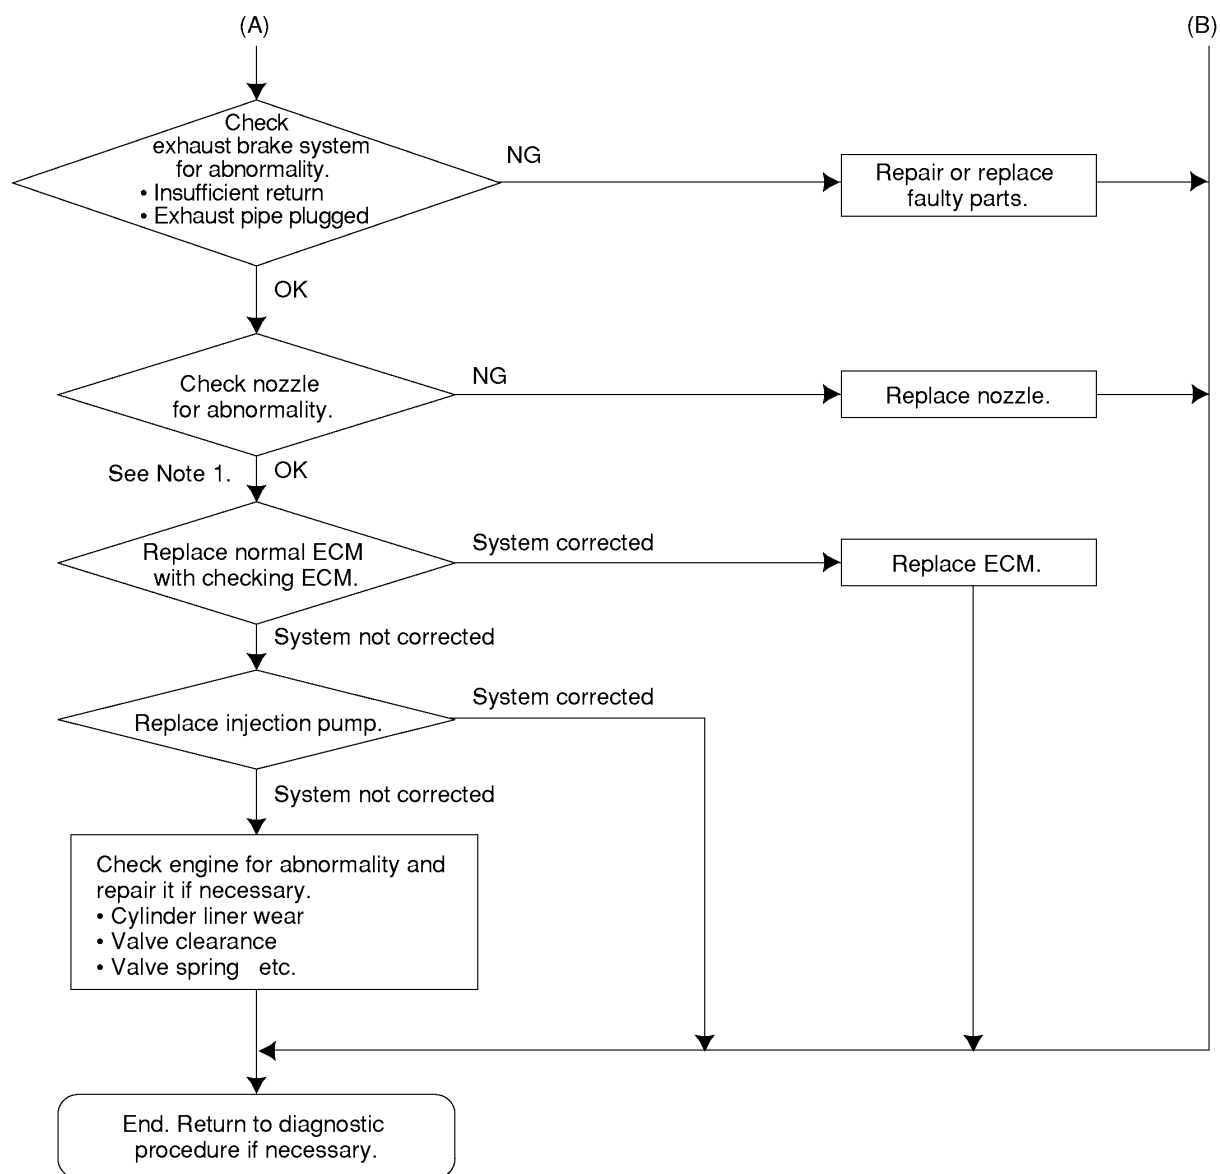 (A)
(B)
Check
exhaust brake system
for abnormality.
• Insufficient return
• Exhaust pipe plugged
NG
Repair or replace
faulty parts.
OK
Check nozzle
for abnormality.
NG
Replace nozzle.
See Note 1.
OK
Replace normal ECM
with checking ECM.
System corrected
Replace ECM.
System not corrected
Replace injection pump.
System corrected
System not corrected
Check engine for abnormality and
repair it if necessary.
• Cylinder liner wear
• Valve clearance
• Valve spring etc.
End. Return to diagnostic
procedure if necessary.